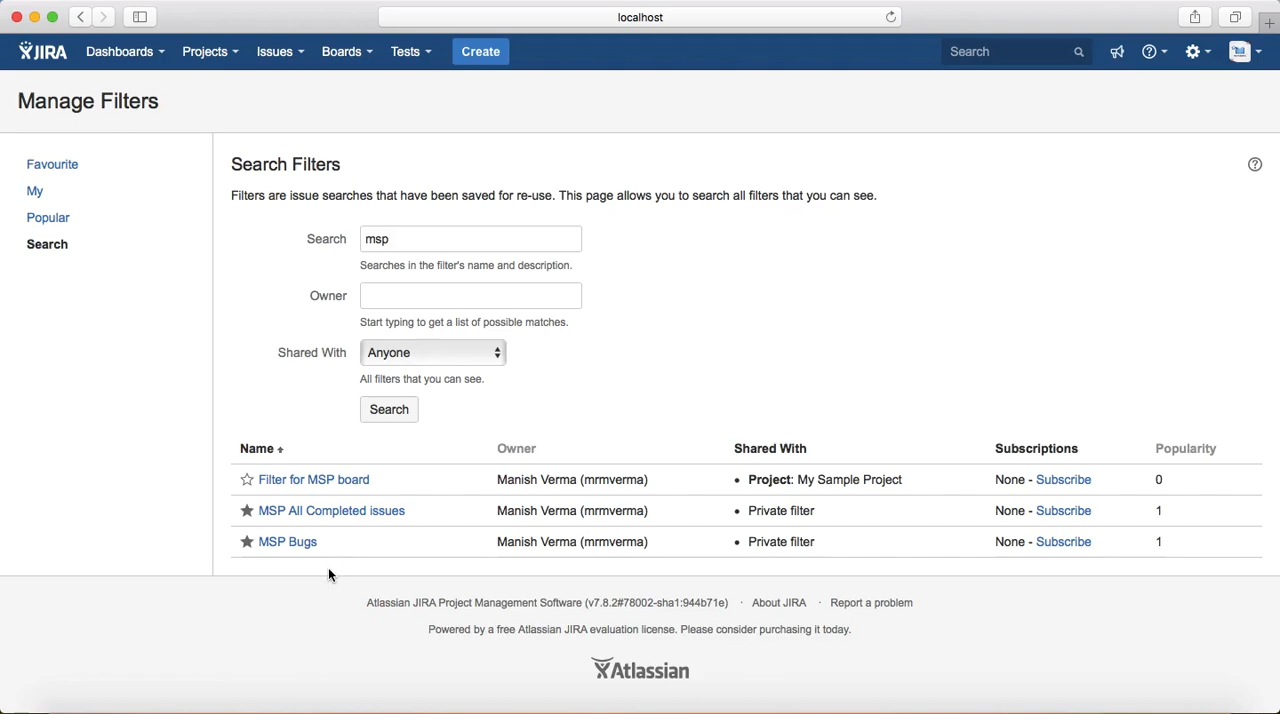 localhost
JIRA Dashboards Projects Issues Boards Tests Create Search
Manage Filters
Favourite
My
Popular
Search
Search Filters
Filters are issue searches that have been saved for re-use. This page allows you to search all filters that you can see.
Search msp
Searches in the filter's name and description.
Owner
Start typing to get a list of possible matches.
Shared With Anyone
All filters that you can see.
Search
Name Owner Shared With Subscriptions Popularity
Filter for MSP board Manish Verma (mrmverma) • Project: My Sample Project None - Subscribe 0
MSP All Completed issues Manish Verma (mrmverma) • Private filter None - Subscribe 1
MSP Bugs Manish Verma (mrmverma) • Private filter None - Subscribe 1
Atlassian JIRA Project Management Software (v7.8.2#78002-sha1:944b71e) · About JIRA · Report a problem
Powered by a free Atlassian JIRA evaluation license. Please consider purchasing it today.
Atlassian